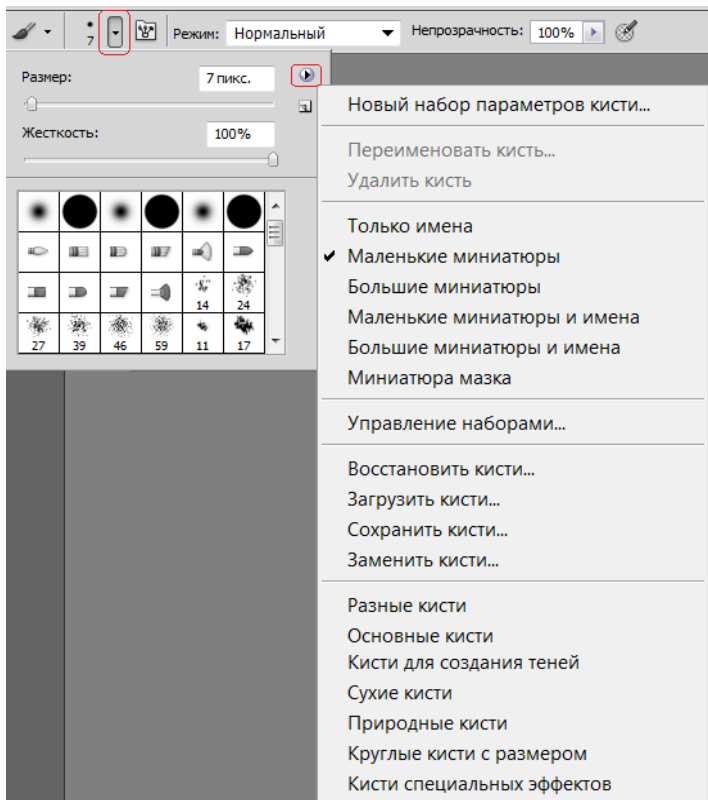 7 Режим: Нормальный Непрозрачность: 100%
Размер: 7 пикс.
Жесткость: 100%
14 24
27 39 46 59 11 17
Новый набор параметров кисти...
Переименовать кисть...
Удалить кисть
Только имена
Маленькие миниатюры
Большие миниатюры
Маленькие миниатюры и имена
Большие миниатюры и имена
Миниатюра мазка
Управление наборами...
Восстановить кисти...
Загрузить кисти...
Сохранить кисти...
Заменить кисти...
Разные кисти
Основные кисти
Кисти для создания теней
Сухие кисти
Природные кисти
Круглые кисти с размером
Кисти специальных эффектов